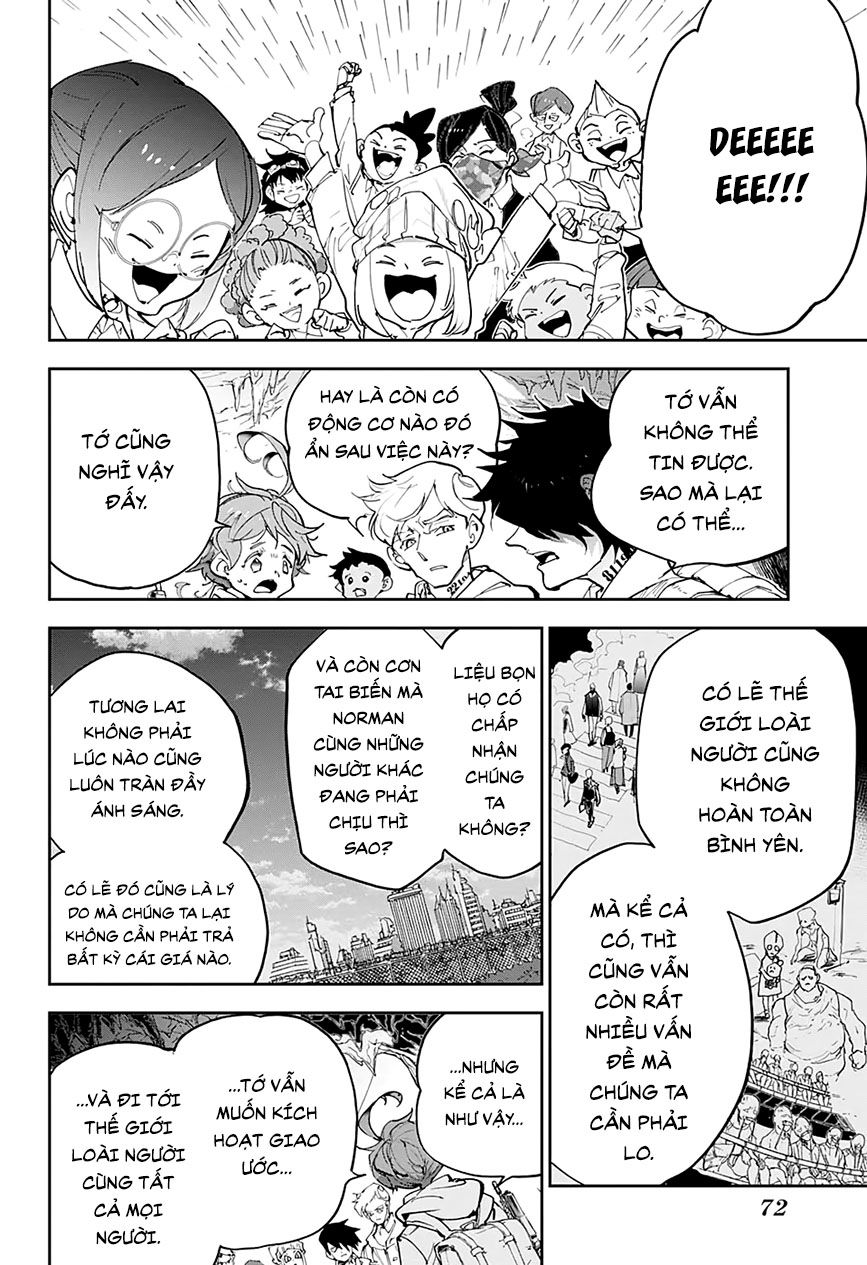 DEEEEE
EEE!!!
TỚ VẪN
KHÔNG THỂ
TIN ĐƯỢC.
SAO MÀ LẠI
CÓ THỂ...
HAY LÀ CÒN CÓ
ĐỘNG CƠ NÀO ĐÓ
ẨN SAU VIỆC NÀY?
TỚ CŨNG
NGHĨ VẬY
ĐẤY.
CÓ LẼ THẾ
GIỚI LOÀI
NGƯỜI CŨNG
KHÔNG
HOÀN TOÀN
BÌNH YÊN.
MÀ KỂ CẢ
CÓ, THÌ
CŨNG VẪN
CÒN RẤT
NHIỀU VẤN
ĐỀ MÀ
CHÚNG TA
CẦN PHẢI
LO.
LIỆU BỌN
HỌ CÓ
CHẤP
NHẬN
CHÚNG
TA
KHÔNG?
VÀ CÒN CƠN
TAI BIẾN MÀ
NORMAN
CÙNG NHỮNG
NGƯỜI KHÁC
ĐANG PHẢI
CHỊU THÌ
SAO?
TƯƠNG LAI
KHÔNG PHẢI
LÚC NÀO CŨNG
LUÔN TRÀN ĐẦY
ÁNH SÁNG.
CÓ LẼ ĐÓ CŨNG LÀ LÝ
DO MÀ CHÚNG TA LẠI
KHÔNG CẦN PHẢI TRẢ
BẤT KỲ CÁI GIÁ NÀO.
...NHƯNG
KỂ CẢ LÀ
NHƯ VẬY...
...TỚ VẪN
MUỐN KÍCH
HOẠT GIAO
ƯỚC...
...VÀ ĐI TỚI
THẾ GIỚI
LOÀI NGƯỜI
CÙNG TẤT
CẢ MỌI
NGƯỜI.
72